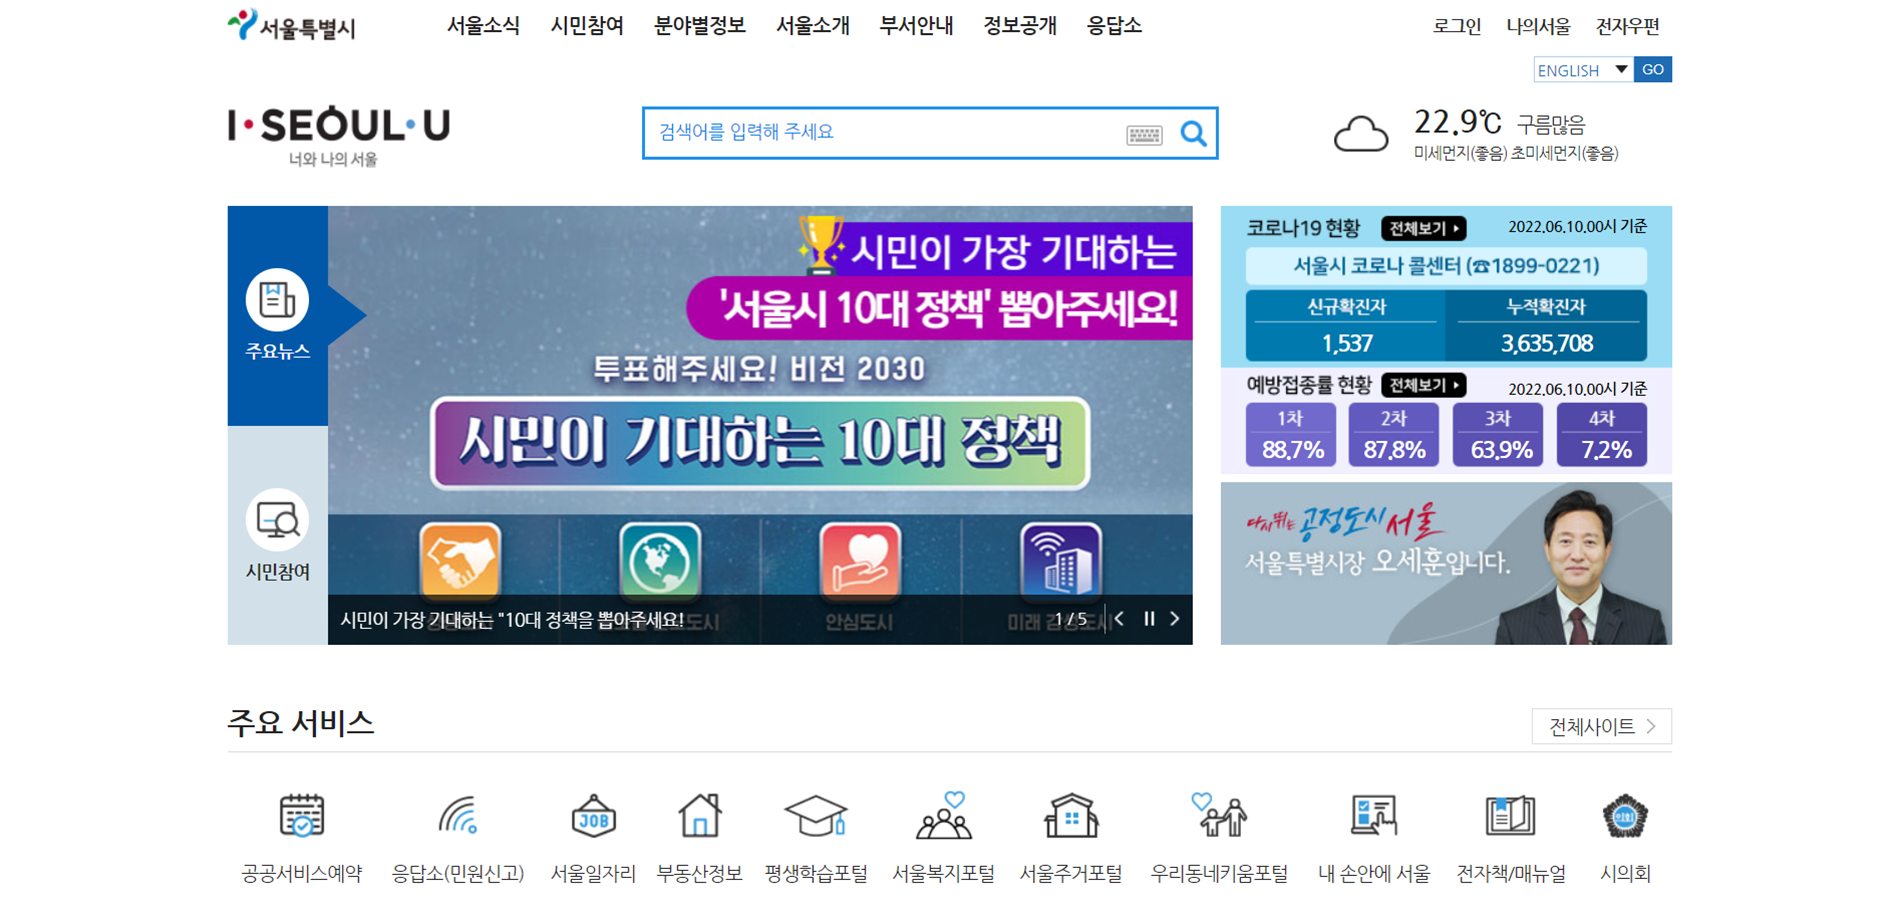 서울특별시
서울소식 시민참여 분야별정보 서울소개 부서안내 정보공개 응답소
로그인 나의서울 전자우편
ENGLISH GO
I·SEOUL·U
너와 나의 서울
검색어를 입력해 주세요
22.9℃ 구름많음
미세먼지(좋음) 초미세먼지(좋음)
주요뉴스
시민참여
시민이 가장 기대하는
'서울시 10대 정책' 뽑아주세요!
투표해주세요! 비전 2030
시민이 기대하는 10대 정책
안심도시
미래 감성도시
시민이 가장 기대하는 "10대 정책을 뽑아주세요!
1 / 5
코로나19 현황 전체보기 2022.06.10.00시 기준
서울시 코로나 콜센터 (☎1899-0221)
신규확진자 누적확진자
1,537 3,635,708
예방접종률 현황 전체보기 2022.06.10.00시 기준
1차 2차 3차 4차
88.7% 87.8% 63.9% 7.2%
다시뛰는 공정도시 서울
서울특별시장 오세훈입니다.
주요 서비스
전체사이트
JOB
의회
공공서비스예약 응답소(민원신고) 서울일자리 부동산정보 평생학습포털 서울복지포털 서울주거포털 우리동네키움포털 내 손안에 서울 전자책/매뉴얼 시의회